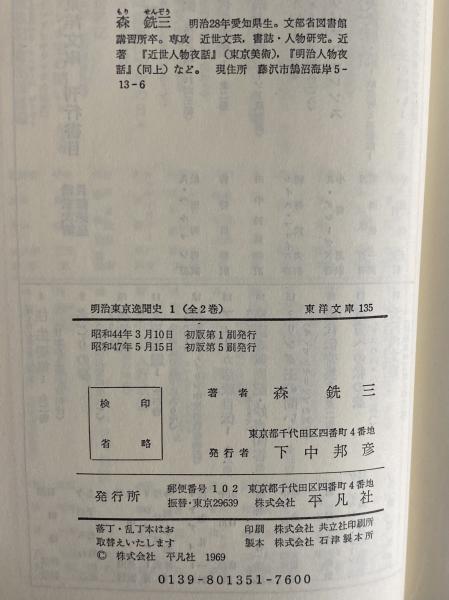 もり せんぞう
森 銑三 明治28年愛知県生。文部省図書館
講習所卒。専攻 近世文芸，書誌・人物研究。近
著 『近世人物夜話』（東京美術），『明治人物夜
話』（同上）など。 現住所 藤沢市鵠沼海岸5-
13-6
明治東京逸聞史 1 （全2巻） 東洋文庫 135
昭和44年3月10日 初版第1刷発行
昭和47年5月15日 初版第5刷発行
検 印
省 略
著者 森 銑三
東京都千代田区四番町4番地
発行者 下中邦彦
発行所 郵便番号 102 東京都千代田区四番町4番地
振替・東京29639 株式会社 平凡社
落丁・乱丁本はお 印刷 株式会社 共立社印刷所
取替えいたします 製本 株式会社 石津製本所
© 株式会社 平凡社 1969
0139-801351-7600